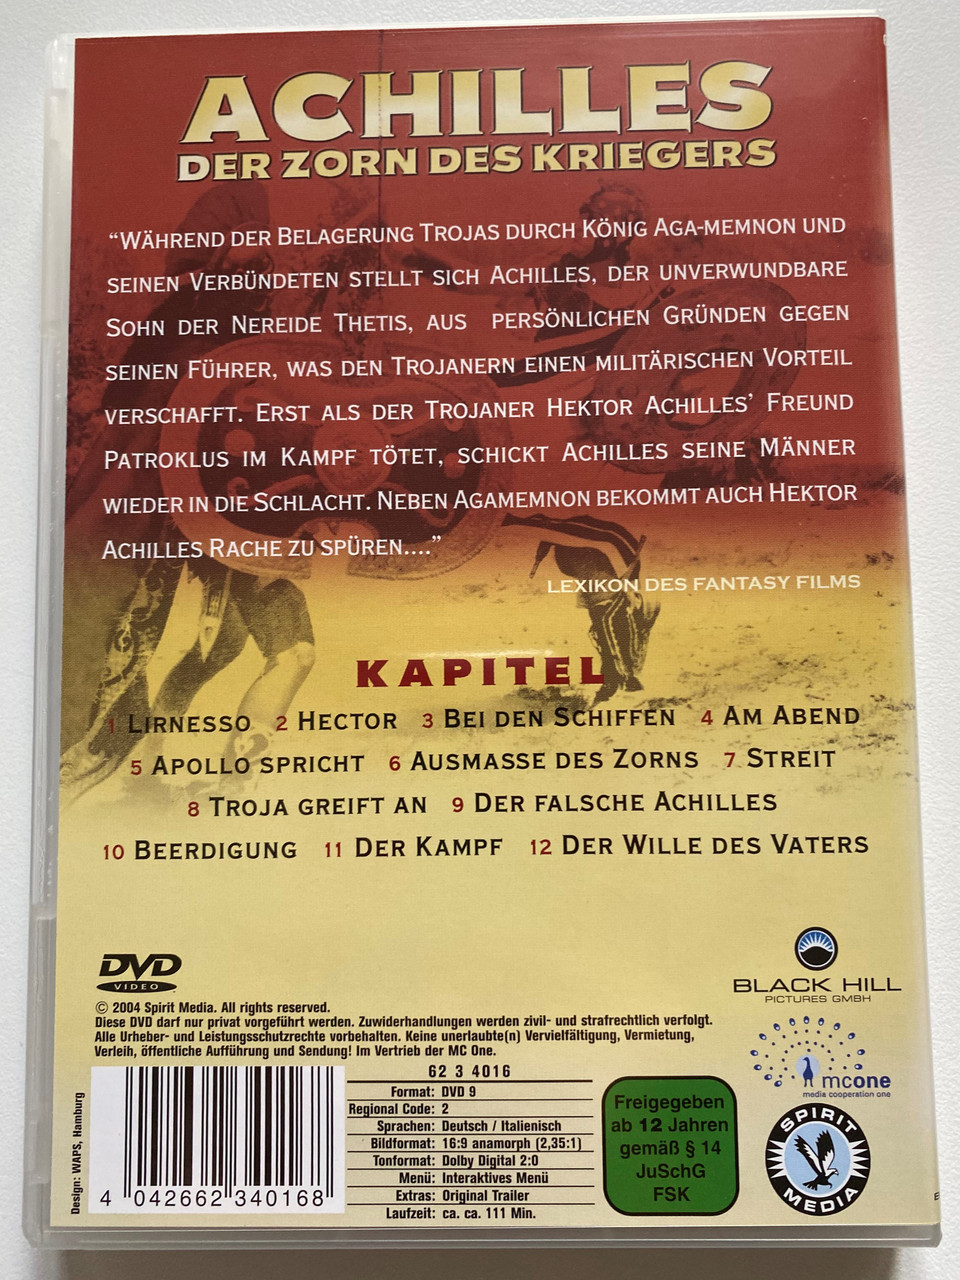 ACHILLES
DER ZORN DES KRIEGERS
“WÄHREND DER BELAGERUNG TROJAS DURCH KÖNIG AGA-MEMNON UND
SEINEN VERBÜNDETEN STELLT SICH ACHILLES, DER UNVERWUNDBARE
SOHN DER NEREIDE THETIS, AUS PERSÖNLICHEN GRÜNDEN GEGEN
SEINEN FÜHRER, WAS DEN TROJANERN EINEN MILITÄRISCHEN VORTEIL
VERSCHAFFT. ERST ALS DER TROJANER HEKTOR ACHILLES’ FREUND
PATROKLUS IM KAMPF TÖTET, SCHICKT ACHILLES SEINE MÄNNER
WIEDER IN DIE SCHLACHT. NEBEN AGAMEMNON BEKOMMT AUCH HEKTOR
ACHILLES RACHE ZU SPÜREN....”
LEXIKON DES FANTASY FILMS
KAPITEL
1 LIRNESSO 2 HECTOR 3 BEI DEN SCHIFFEN 4 AM ABEND
5 APOLLO SPRICHT 6 AUSMASSE DES ZORNS 7 STREIT
8 TROJA GREIFT AN 9 DER FALSCHE ACHILLES
10 BEERDIGUNG 11 DER KAMPF 12 DER WILLE DES VATERS
DVD
VIDEO
BLACK HILL
PICTURES GMBH
© 2004 Spirit Media. All rights reserved.
Diese DVD darf nur privat vorgeführt werden. Zuwiderhandlungen werden zivil- und strafrechtlich verfolgt.
Alle Urheber- und Leistungsschutzrechte vorbehalten. Keine unerlaubte(n) Vervielfältigung, Vermietung,
Verleih, öffentliche Aufführung und Sendung! Im Vertrieb der MC One.
mcone
media cooperation one
Design: WAPS, Hamburg
4 042662 340168
62 3 4016
Format: DVD 9
Regional Code: 2
Sprachen: Deutsch / Italienisch
Bildformat: 16:9 anamorph (2,35:1)
Tonformat: Dolby Digital 2:0
Menü: Interaktives Menü
Extras: Original Trailer
Laufzeit: ca. ca. 111 Min.
Freigegeben
ab 12 Jahren
gemäß § 14
JuSchG
FSK
SPIRIT
MEDIA